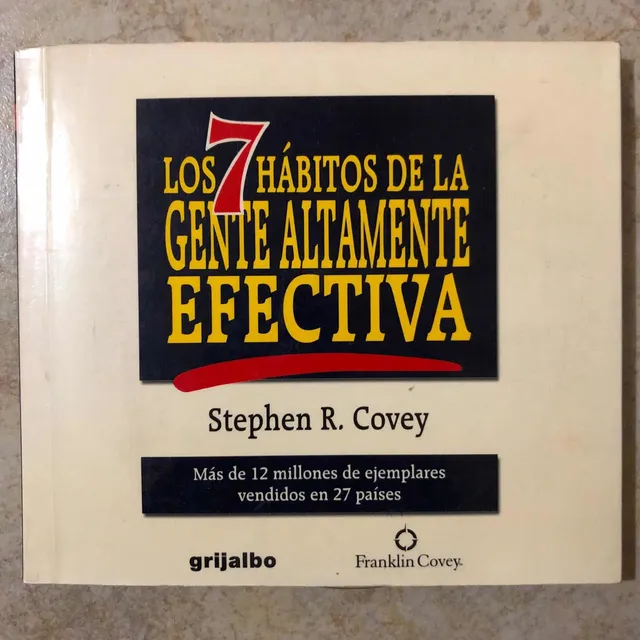 LOS 7 HÁBITOS DE LA
GENTE ALTAMENTE
EFECTIVA
Stephen R. Covey
Más de 12 millones de ejemplares
vendidos en 27 países
grijalbo
Franklin Covey.